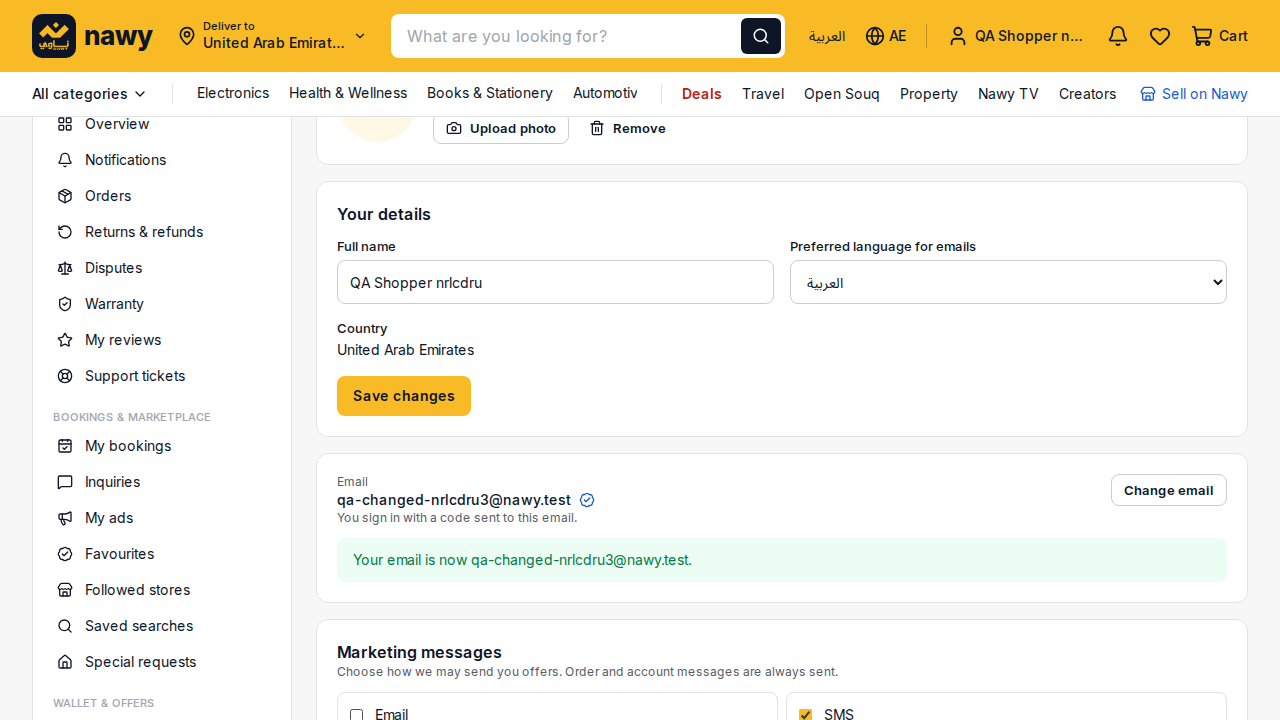 نــاوي
NAWY
nawy
Deliver to
United Arab Emirat...
What are you looking for?
العربية
AE
QA Shopper n...
Cart
All categories
Electronics
Health & Wellness
Books & Stationery
Automotiv
Deals
Travel
Open Souq
Property
Nawy TV
Creators
Sell on Nawy
Overview
Notifications
Orders
Returns & refunds
Disputes
Warranty
My reviews
Support tickets
BOOKINGS & MARKETPLACE
My bookings
Inquiries
My ads
Favourites
Followed stores
Saved searches
Special requests
WALLET & OFFERS
Upload photo
Remove
Your details
Full name
Preferred language for emails
QA Shopper nrlcdru
العربية
Country
United Arab Emirates
Save changes
Email
qa-changed-nrlcdru3@nawy.test
You sign in with a code sent to this email.
Change email
Your email is now qa-changed-nrlcdru3@nawy.test.
Marketing messages
Choose how we may send you offers. Order and account messages are always sent.
Email
SMS